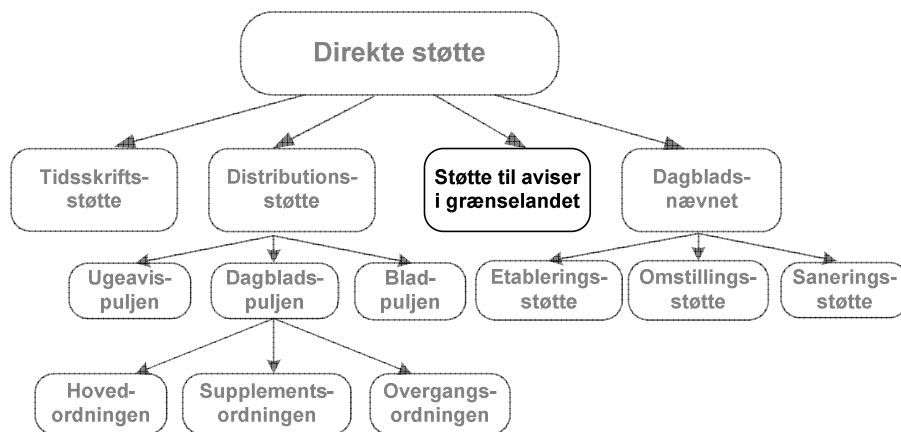 Direkte støtte
Tidsskrifts-
støtte
Distributions-
støtte
Støtte til aviser
i grænselandet
Dagblads-
nævnet
Ugeavis-
puljen
Dagblads-
puljen
Blad-
puljen
Etablerings-
støtte
Omstillings-
støtte
Sanerings-
støtte
Hoved-
ordningen
Supplements-
ordningen
Overgangs-
ordningen